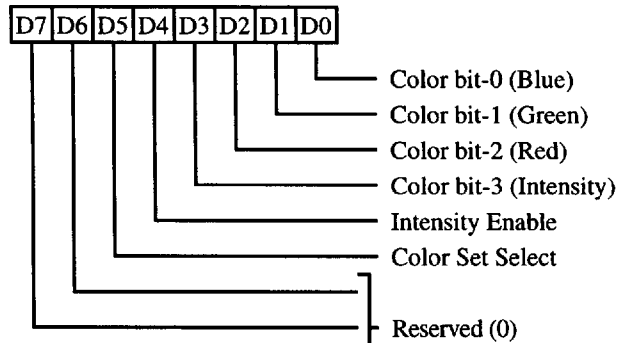 D7 D6 D5 D4 D3 D2 D1 D0
Color bit-0 (Blue)
Color bit-1 (Green)
Color bit-2 (Red)
Color bit-3 (Intensity)
Intensity Enable
Color Set Select
Reserved (0)